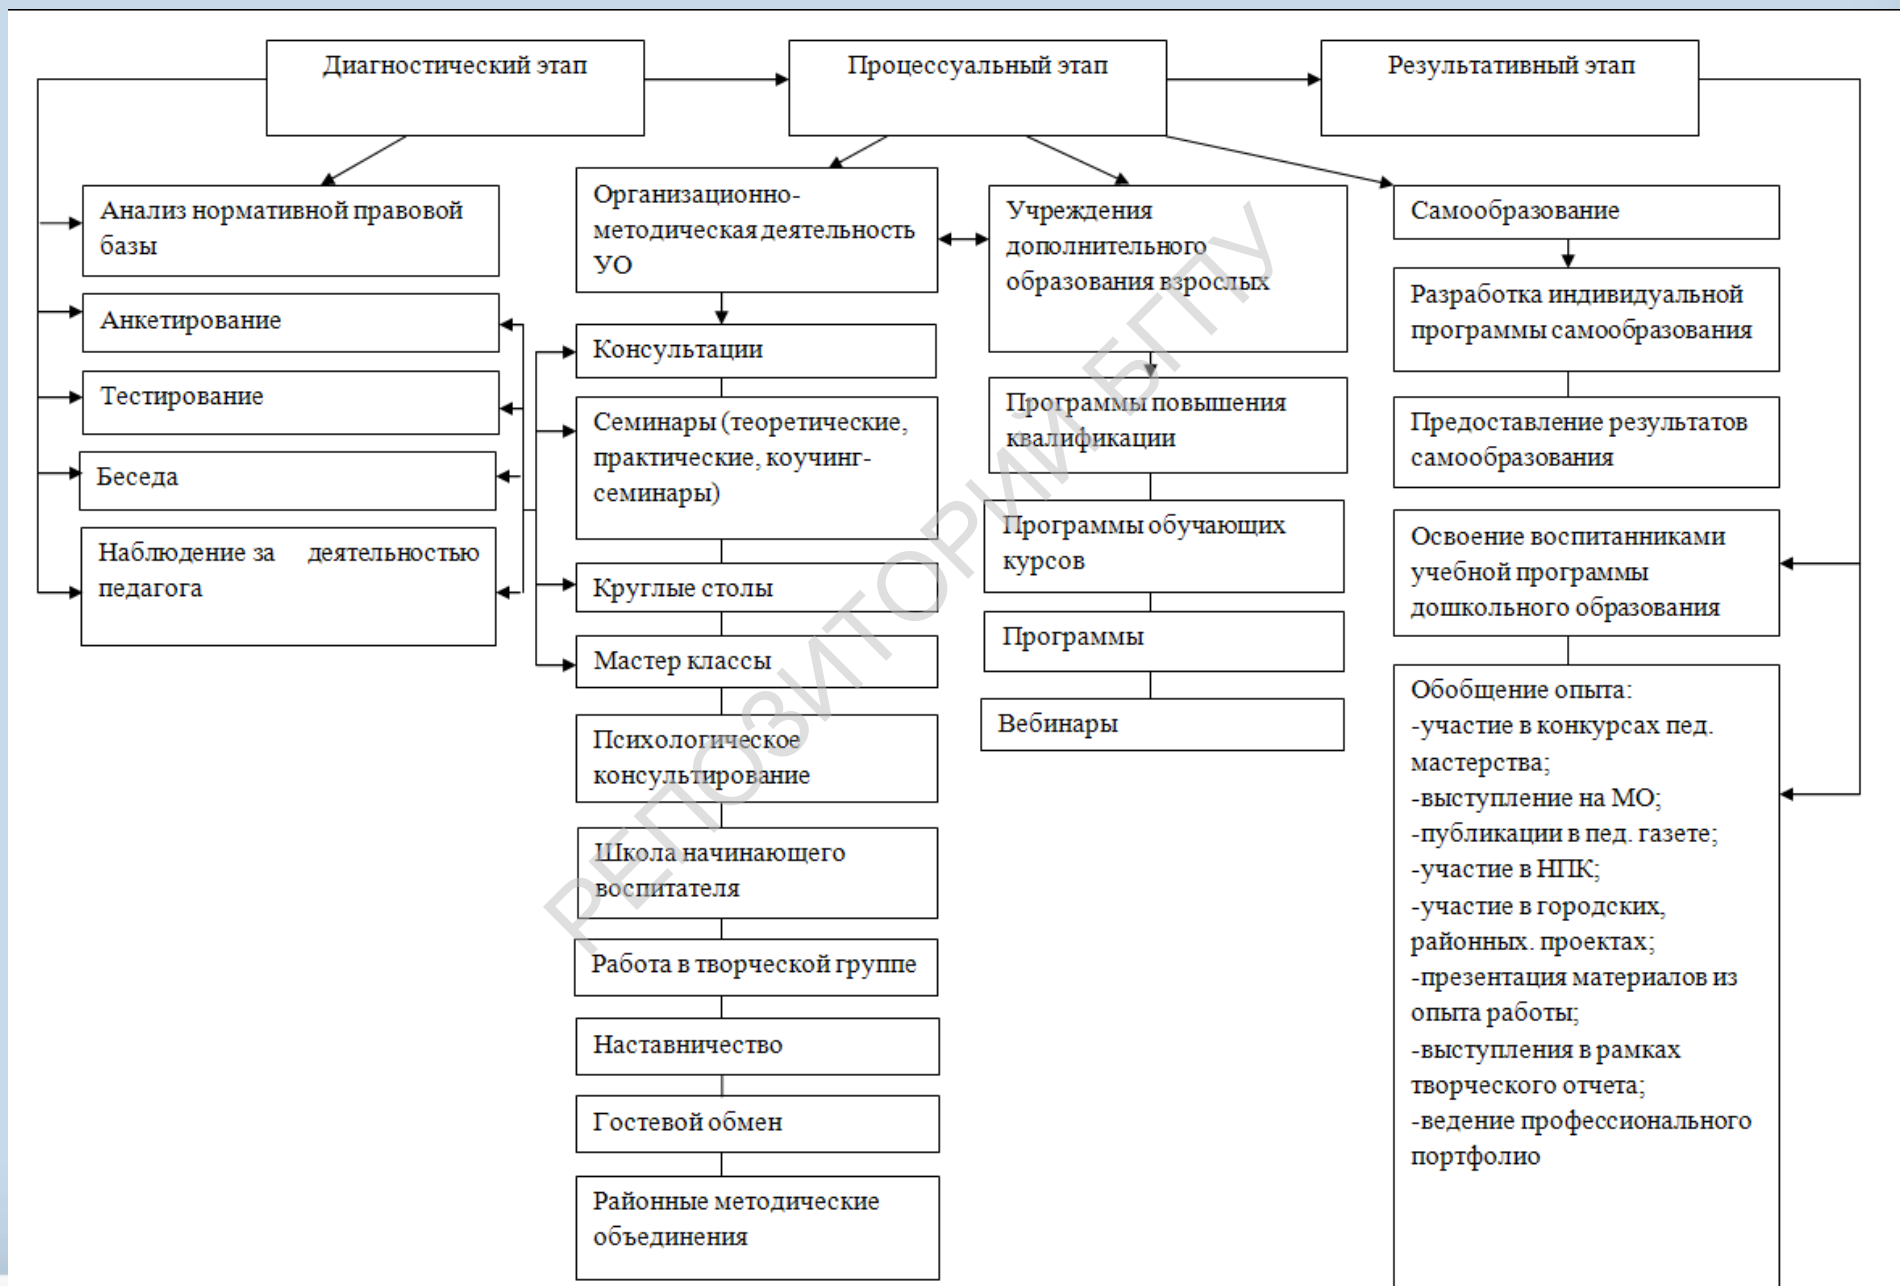 Диагностический этап
Процессуальный этап
Результативный этап
Анализ нормативной правовой
базы
Анкетирование
Тестирование
Беседа
Наблюдение за деятельностью
педагога
Организационно-
методическая деятельность
УО
Консультации
Семинары (теоретические,
практические, коучинг-
семинары)
Круглые столы
Мастер классы
Психологическое
консультирование
Школа начинающего
воспитателя
Работа в творческой группе
Наставничество
Гостевой обмен
Районные методические
объединения
Учреждения
дополнительного
образования взрослых
Программы повышения
квалификации
Программы обучающих
курсов
Программы
Вебинары
Самообразование
Разработка индивидуальной
программы самообразования
Предоставление результатов
самообразования
Освоение воспитанниками
учебной программы
дошкольного образования
Обобщение опыта:
-участие в конкурсах пед.
мастерства;
-выступление на МО;
-публикации в пед. газете;
-участие в НПК;
-участие в городских,
районных. проектах;
-презентация материалов из
опыта работы;
-выступления в рамках
творческого отчета;
-ведение профессионального
портфолио
РЕПОЗИТОРИЙ БГПУ